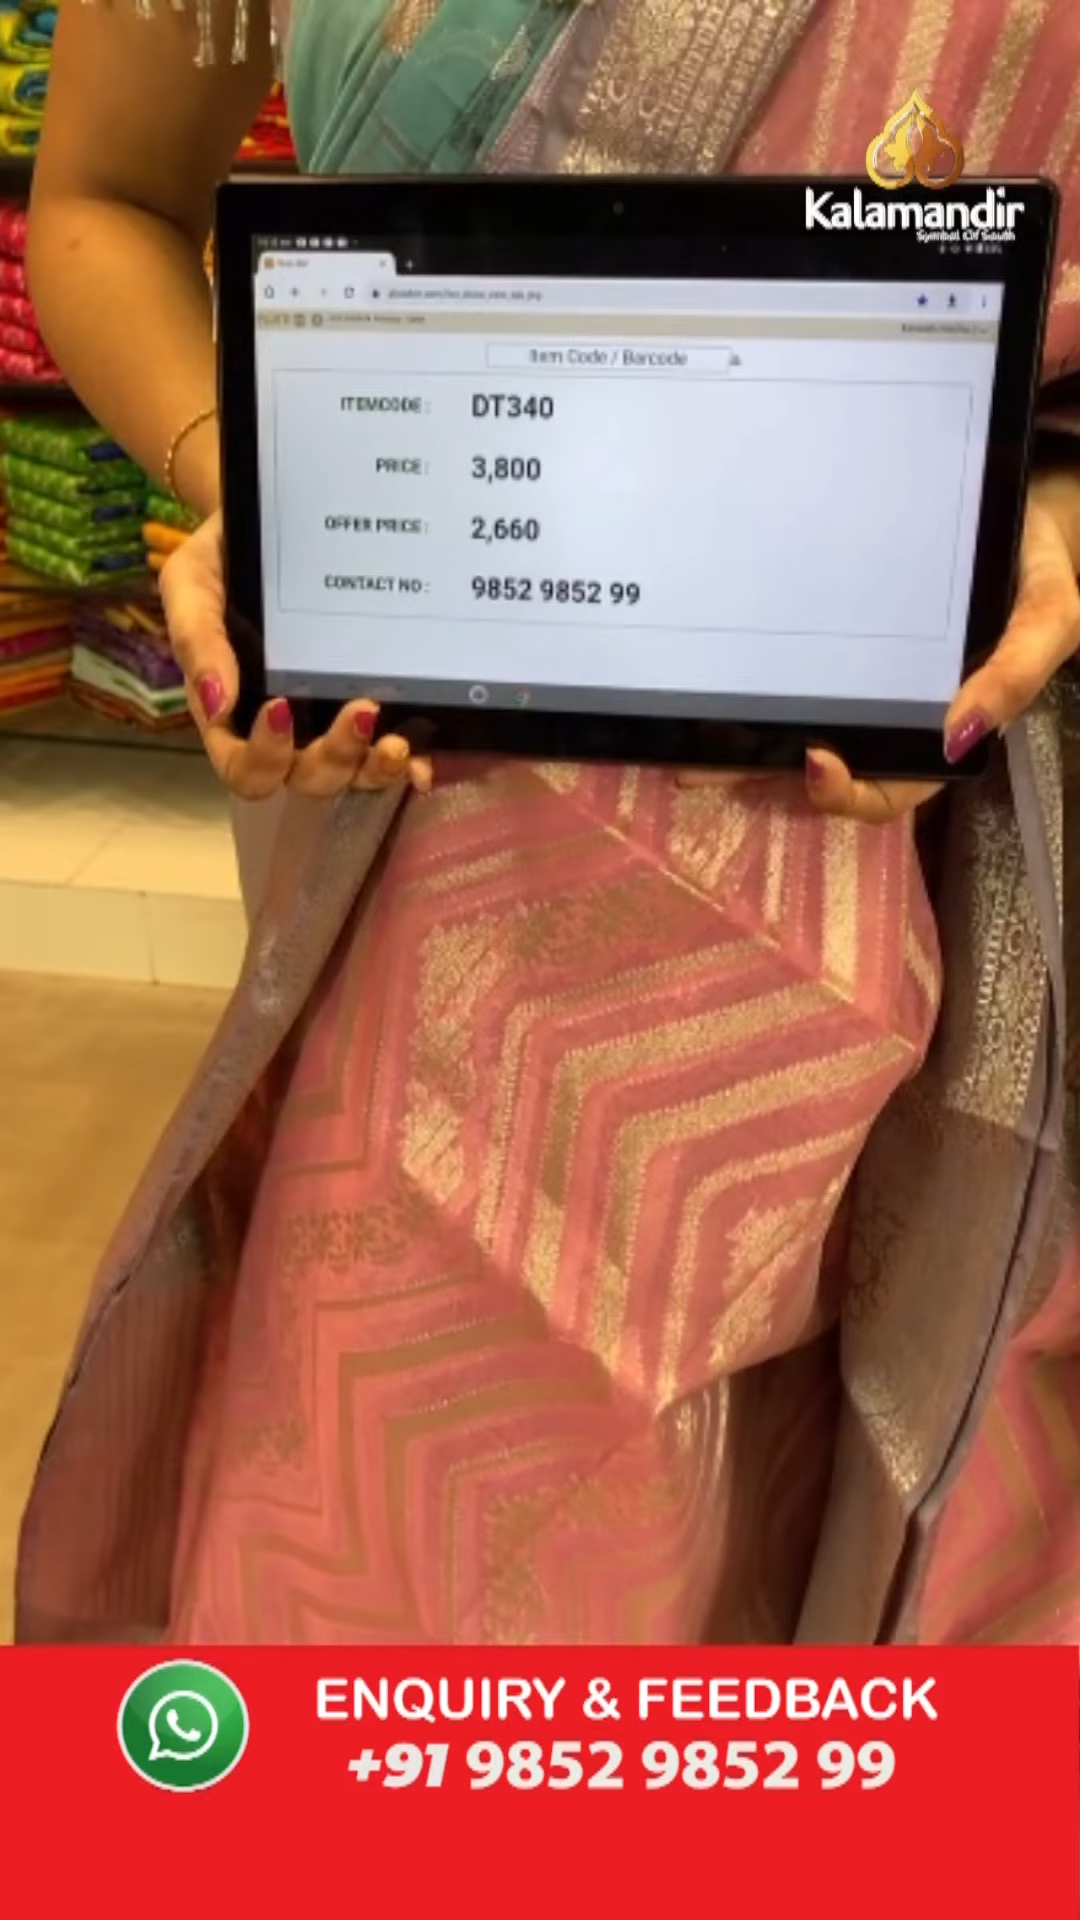 Kalamandir
Symbol Of South
Item Code / Barcode
ITEMCODE : DT340
PRICE : 3,800
OFFER PRICE : 2,660
CONTACT NO : 9852 9852 99
ENQUIRY & FEEDBACK
+91 9852 9852 99